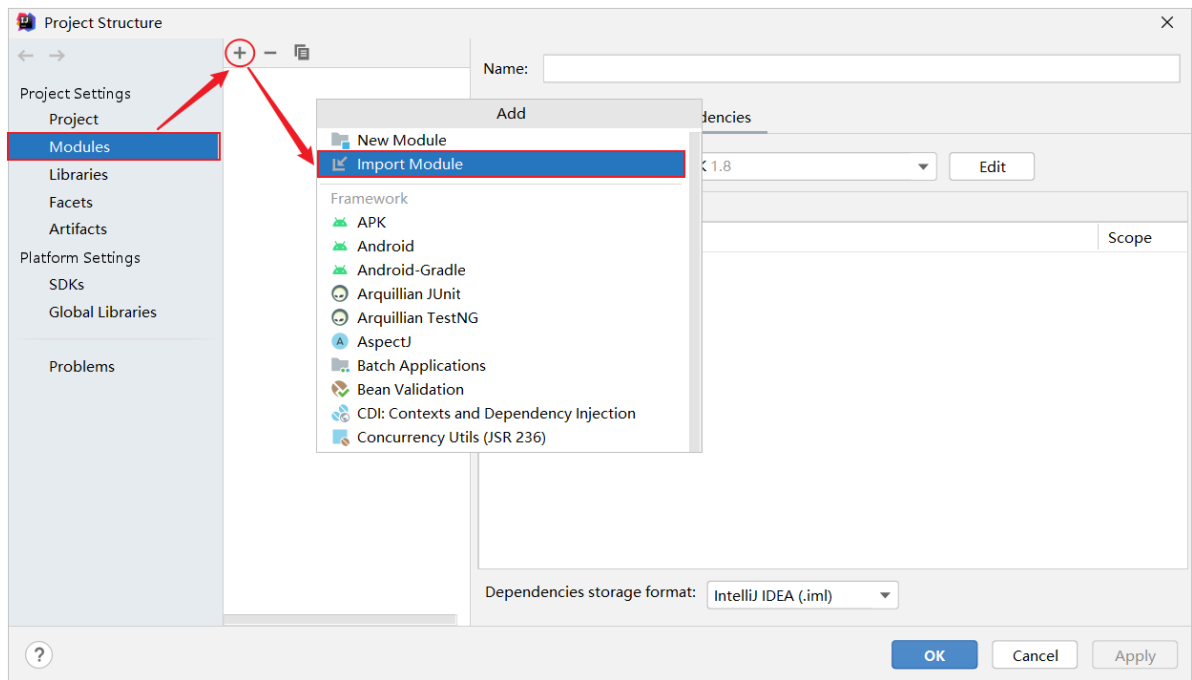 Project Structure
Name:
Project Settings
Project
Modules
Libraries
Facets
Artifacts
Platform Settings
SDKs
Global Libraries
Problems
Add
New Module
Import Module
Framework
APK
Android
Android-Gradle
Arquillian JUnit
Arquillian TestNG
A AspectJ
Batch Applications
Bean Validation
CDI: Contexts and Dependency Injection
Concurrency Utils (JSR 236)
dencies
1.8
Edit
Scope
Dependencies storage format:
IntelliJ IDEA (.iml)
?
OK
Cancel
Apply